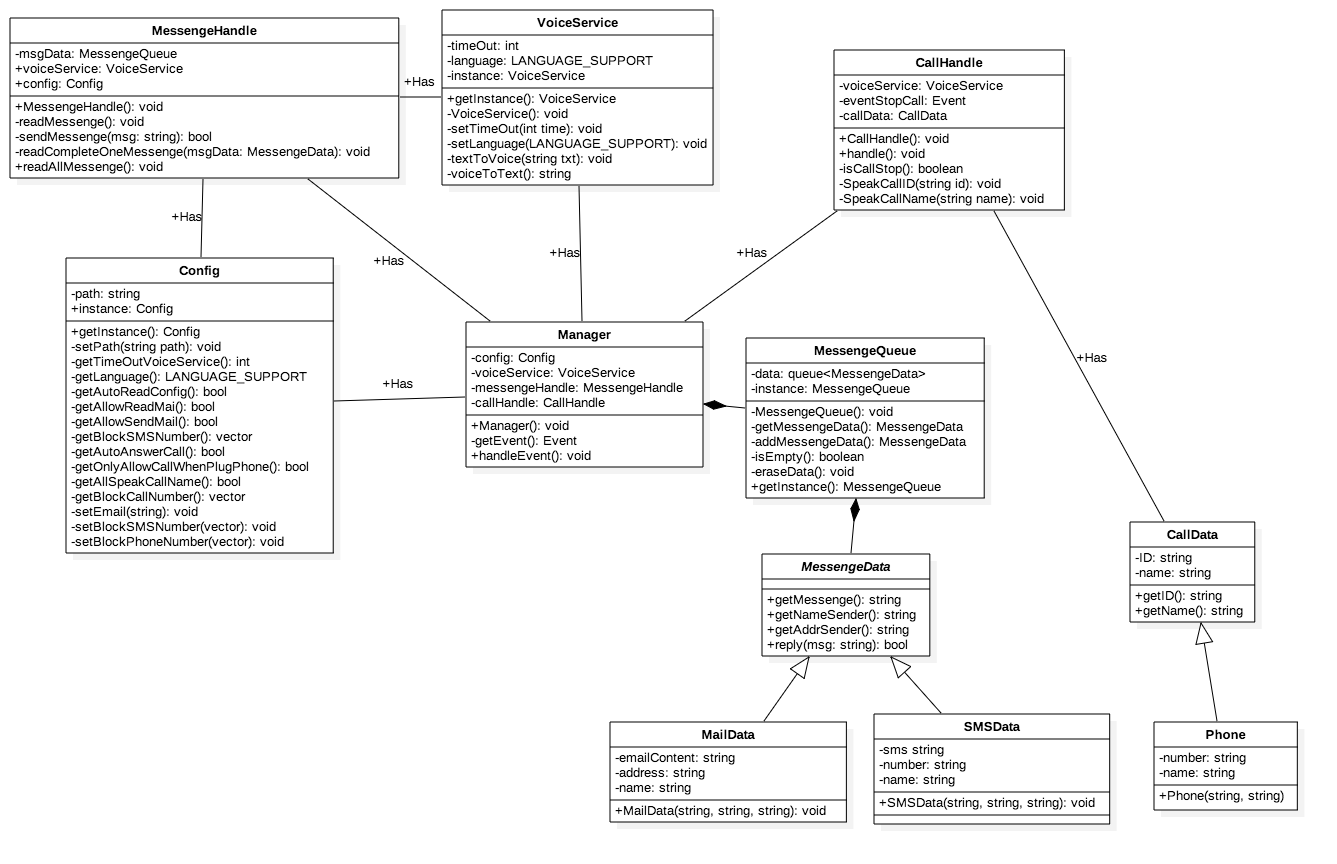 MessengeHandle
-msgData: MessengeQueue
+voiceService: VoiceService
+config: Config
+MessengeHandle(): void
-readMessenge(): void
-sendMessenge(msg: string): bool
-readCompleteOneMessenge(msgData: MessengeData): void
+readAllMessenge(): void
+Has
VoiceService
-timeOut: int
-language: LANGUAGE_SUPPORT
-instance: VoiceService
+getInstance(): VoiceService
-VoiceService(): void
-setTimeOut(int time): void
-setLanguage(LANGUAGE_SUPPORT): void
-textToVoice(string txt): void
-voiceToText(): string
CallHandle
-voiceService: VoiceService
-eventStopCall: Event
-callData: CallData
+CallHandle(): void
+handle(): void
-isCallStop(): boolean
-SpeakCallID(string id): void
-SpeakCallName(string name): void
+Has
+Has
+Has
+Has
Config
-path: string
+instance: Config
+getInstance(): Config
-setPath(string path): void
-getTimeOutVoiceService(): int
-getLanguage(): LANGUAGE_SUPPORT
-getAutoReadConfig(): bool
-getAllowReadMai(): bool
-getAllowSendMail(): bool
-getBlockSMSNumber(): vector
-getAutoAnswerCall(): bool
-getOnlyAllowCallWhenPlugPhone(): bool
-getAllSpeakCallName(): bool
-getBlockCallNumber(): vector
-setEmail(string): void
-setBlockSMSNumber(vector): void
-setBlockPhoneNumber(vector): void
+Has
Manager
-config: Config
-voiceService: VoiceService
-messengeHandle: MessengeHandle
-callHandle: CallHandle
+Manager(): void
-getEvent(): Event
+handleEvent(): void
MessengeQueue
-data: queue<MessengeData>
-instance: MessengeQueue
-MessengeQueue(): void
-getMessengeData(): MessengeData
-addMessengeData(): MessengeData
-isEmpty(): boolean
-eraseData(): void
+getInstance(): MessengeQueue
+Has
MessengeData
+getMessenge(): string
+getNameSender(): string
+getAddrSender(): string
+reply(msg: string): bool
CallData
-ID: string
-name: string
+getID(): string
+getName(): string
MailData
-emailContent: string
-address: string
-name: string
+MailData(string, string, string): void
SMSData
-sms string
-number: string
-name: string
+SMSData(string, string, string): void
Phone
-number: string
-name: string
+Phone(string, string)